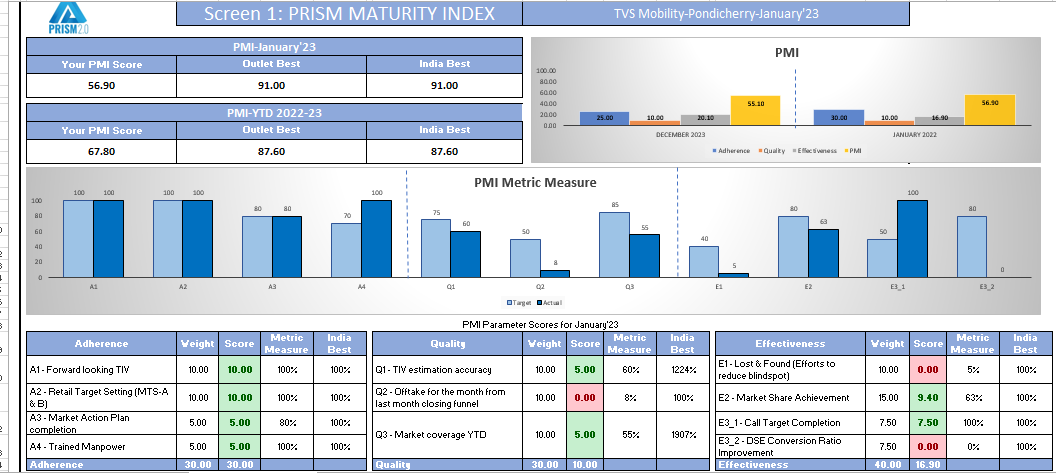 PRISM2.0
Screen 1: PRISM MATURITY INDEX
TVS Mobility-Pondicherry-January'23
PMI-January'23
Your PMI Score Outlet Best India Best
56.90 91.00 91.00
PMI-YTD 2022-23
Your PMI Score Outlet Best India Best
67.80 87.60 87.60
PMI
100.00
80.00
60.00
40.00
20.00
0.00
25.00 10.00 20.10 55.10 30.00 10.00 16.90 56.90
DECEMBER 2023 JANUARY 2022
Adherence Quality Effectiveness PMI
PMI Metric Measure
100
80
60
40
20
0
100 100 100 100 80 80 70 100 75 60 50 8 85 55 40 5 80 63 50 100 80 0
A1 A2 A3 A4 Q1 Q2 Q3 E1 E2 E3_1 E3_2
Target Actual
PMI Parameter Scores for January'23
Adherence Weight Score Metric Measure India Best
A1 - Forward looking TIV 10.00 10.00 100% 100%
A2 - Retail Target Setting (MTS-A & B) 10.00 10.00 100% 100%
A3 - Market Action Plan completion 5.00 5.00 80% 100%
A4 - Trained Manpower 5.00 5.00 100% 100%
Adherence 30.00 30.00
Quality Weight Score Metric Measure India Best
Q1 - TIV estimation accuracy 10.00 5.00 60% 1224%
Q2 - Offtake for the month from last month closing funnel 10.00 0.00 8% 100%
Q3 - Market coverage YTD 10.00 5.00 55% 1907%
Quality 30.00 10.00
Effectiveness Weight Score Metric Measure India Best
E1 - Lost & Found (Efforts to reduce blindspot) 10.00 0.00 5% 100%
E2 - Market Share Achievement 15.00 9.40 63% 100%
E3_1 - Call Target Completion 7.50 7.50 100% 100%
E3_2 - DSE Conversion Ratio Improvement 7.50 0.00 0% 100%
Effectiveness 40.00 16.90